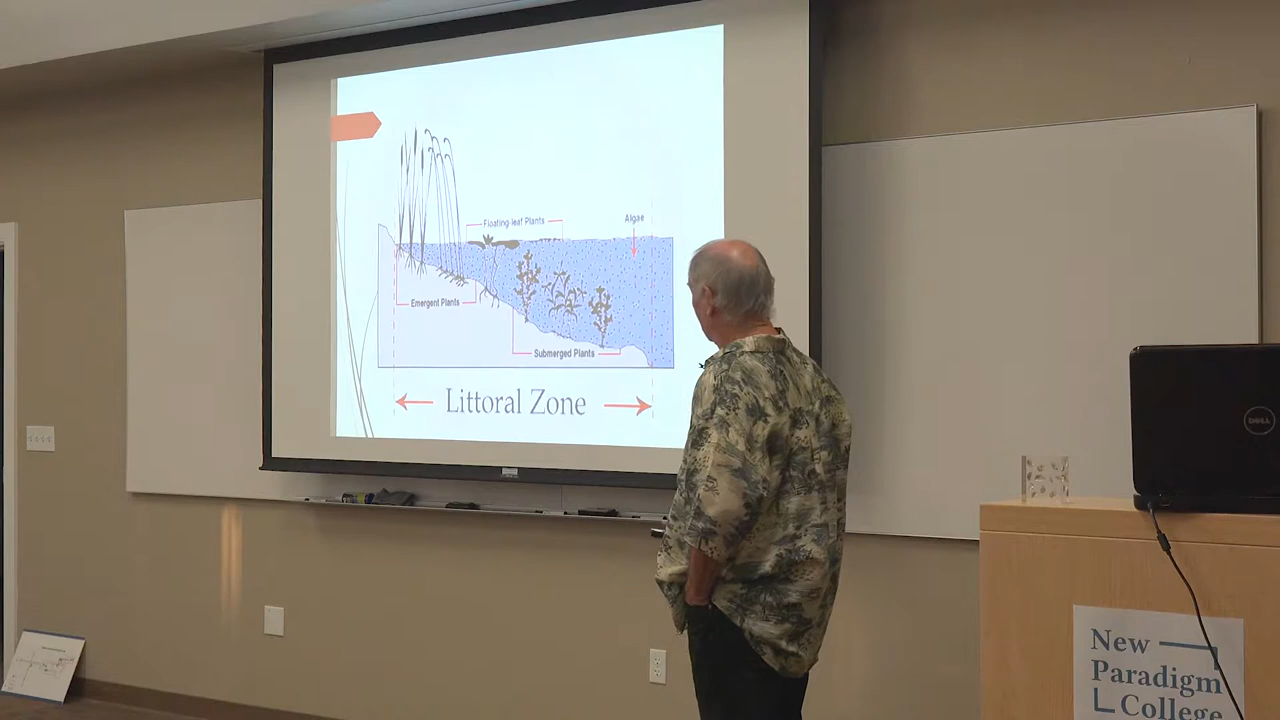 Floating-leaf Plants
Algae
Emergent Plants
Submerged Plants
Littoral Zone
DELL
New
Paradigm
College